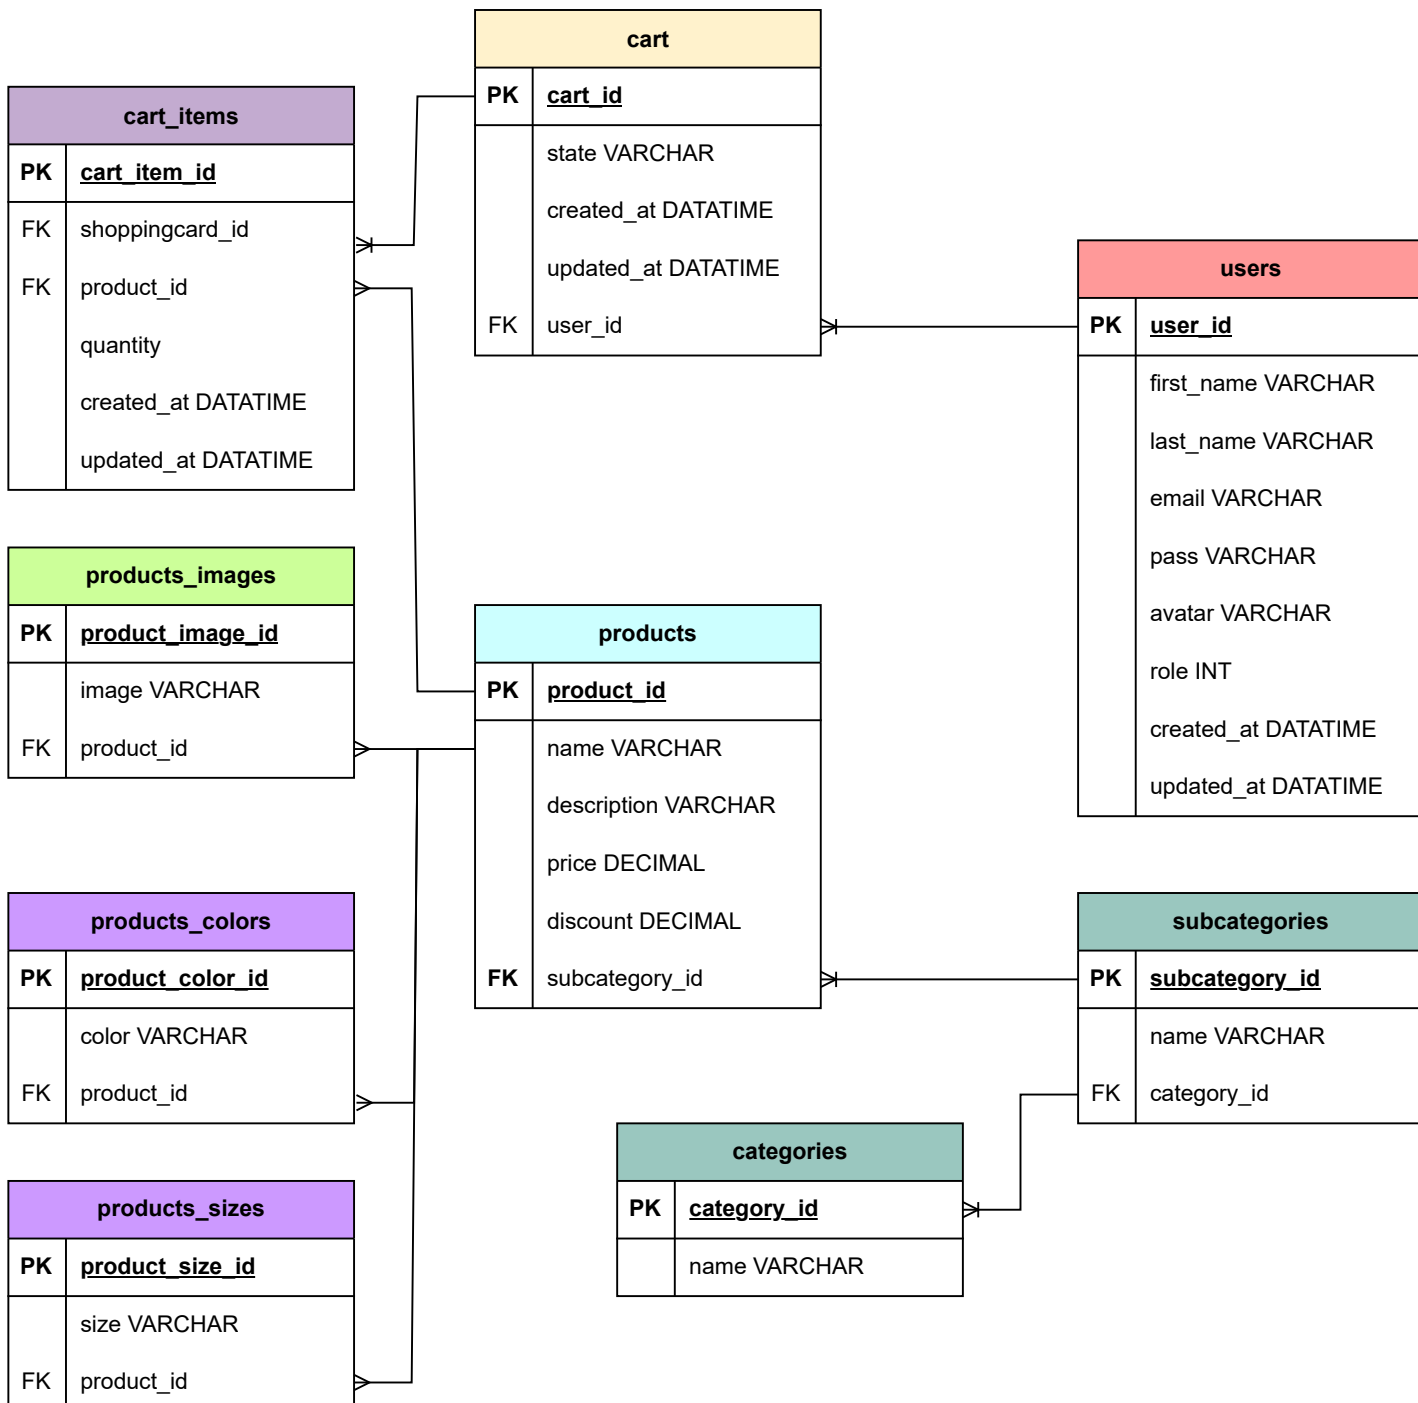 cart
PK cart_id
state VARCHAR
created_at DATATIME
updated_at DATATIME
FK user_id
cart_items
PK cart_item_id
FK shoppingcard_id
FK product_id
quantity
created_at DATATIME
updated_at DATATIME
users
PK user_id
first_name VARCHAR
last_name VARCHAR
email VARCHAR
pass VARCHAR
avatar VARCHAR
role INT
created_at DATATIME
updated_at DATATIME
products_images
PK product_image_id
image VARCHAR
FK product_id
products
PK product_id
name VARCHAR
description VARCHAR
price DECIMAL
discount DECIMAL
FK subcategory_id
products_colors
PK product_color_id
color VARCHAR
FK product_id
subcategories
PK subcategory_id
name VARCHAR
FK category_id
categories
PK category_id
name VARCHAR
products_sizes
PK product_size_id
size VARCHAR
FK product_id